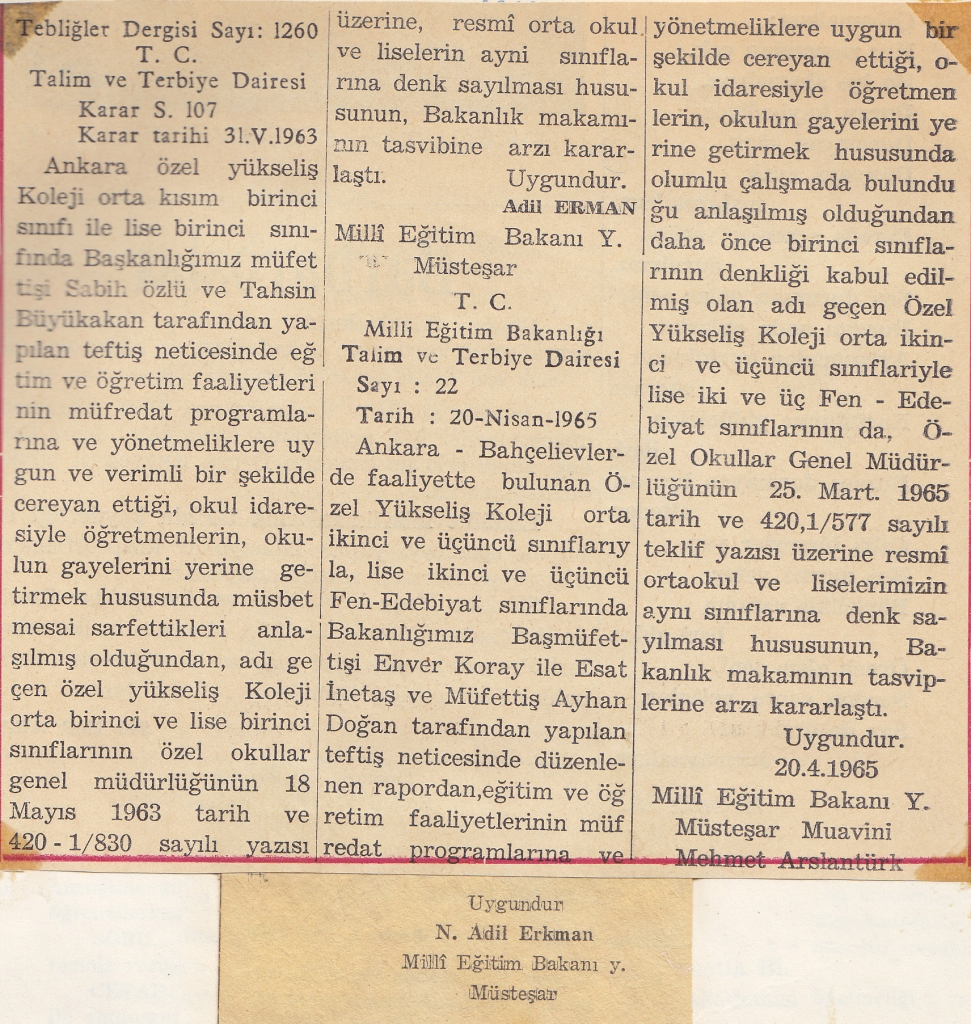 Tebliğler Dergisi Sayı: 1260
T. C.
Talim ve Terbiye Dairesi
Karar S. 107
Karar tarihi 31.V.1963
Ankara özel yükseliş
Koleji orta kısım birinci
sınıfı ile lise birinci sını-
fında Başkanlığımız müfet
tişi Sabih özlü ve Tahsin
Büyükakan tarafından ya-
pılan teftiş neticesinde eğ
tim ve öğretim faaliyetleri
nin müfredat programla-
rına ve yönetmeliklere uy
gun ve verimli bir şekilde
cereyan ettiği, okul idare-
siyle öğretmenlerin, oku-
lun gayelerini yerine ge-
tirmek hususunda müsbet
mesai sarfettikleri anla-
şılmış olduğundan, adı ge
çen özel yükseliş Koleji
orta birinci ve lise birinci
sınıflarının özel okullar
genel müdürlüğünün 18
Mayıs 1963 tarih ve
420 - 1/830 sayılı yazısı
üzerine, resmî orta okul
ve liselerin ayni sınıfla-
rına denk sayılması husu-
sunun, Bakanlık makamı-
nın tasvibine arzı karar-
laştı. Uygundur.
Adil ERMAN
Millî Eğitim Bakanı Y.
Müsteşar
T. C.
Milli Eğitim Bakanlığı
Talim ve Terbiye Dairesi
Sayı : 22
Tarih : 20-Nisan-1965
Ankara - Bahçelievler-
de faaliyette bulunan Ö-
zel Yükseliş Koleji orta
ikinci ve üçüncü sınıflarıy
la, lise ikinci ve üçüncü
Fen-Edebiyat sınıflarında
Bakanlığımız Başmüfet-
tişi Enver Koray ile Esat
İnetaş ve Müfettiş Ayhan
Doğan tarafından yapılan
teftiş neticesinde düzenle-
nen rapordan,eğitim ve öğ
retim faaliyetlerinin müf
redat programlarına ve
yönetmeliklere uygun bir
şekilde cereyan ettiği, o-
kul idaresiyle öğretmen
lerin, okulun gayelerini ye
rine getirmek hususunda
olumlu çalışmada bulundu
ğu anlaşılmış olduğundan
daha önce birinci sınıfla-
rının denkliği kabul edil-
miş olan adı geçen Özel
Yükseliş Koleji orta ikin-
ci ve üçüncü sınıflariyle
lise iki ve üç Fen - Ede-
biyat sınıflarının da, Ö-
zel Okullar Genel Müdür-
lüğünün 25. Mart. 1965
tarih ve 420,1/577 sayılı
teklif yazısı üzerine resmî
ortaokul ve liselerimizin
aynı sınıflarına denk sa-
yılması hususunun, Ba-
kanlık makamının tasvip-
lerine arzı kararlaştı.
Uygundur.
20.4.1965
Millî Eğitim Bakanı Y.
Müsteşar Muavini
Mehmet Arslantürk
Uygundur
N. Adil Erkman
Millî Eğitim Bakanı y.
Müsteşar